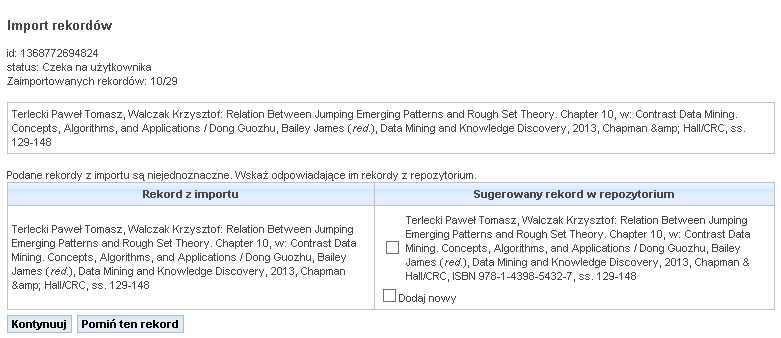 Import rekordów
id: 1368772694824
status: Czeka na użytkownika
Zaimportowanych rekordów: 10/29
Terlecki Paweł Tomasz, Walczak Krzysztof: Relation Between Jumping Emerging Patterns and Rough Set Theory. Chapter 10, w: Contrast Data Mining.
Concepts, Algorithms, and Applications / Dong Guozhu, Bailey James (red.), Data Mining and Knowledge Discovery, 2013, Chapman &amp; Hall/CRC, ss.
129-148
Podane rekordy z importu są niejednoznaczne. Wskaż odpowiadające im rekordy z repozytorium.
Rekord z importu
Sugerowany rekord w repozytorium
Terlecki Paweł Tomasz, Walczak Krzysztof: Relation Between Jumping
Emerging Patterns and Rough Set Theory. Chapter 10, w: Contrast Data
Mining. Concepts, Algorithms, and Applications / Dong Guozhu, Bailey
James (red.), Data Mining and Knowledge Discovery, 2013, Chapman
&amp; Hall/CRC, ss. 129-148
Terlecki Paweł Tomasz, Walczak Krzysztof: Relation Between Jumping
Emerging Patterns and Rough Set Theory. Chapter 10, w: Contrast Data
Mining. Concepts, Algorithms, and Applications / Dong Guozhu, Bailey
James (red.), Data Mining and Knowledge Discovery, 2013, Chapman &
Hall/CRC, ISBN 978-1-4398-5432-7, ss. 129-148
Dodaj nowy
Kontynuuj
Pomiń ten rekord